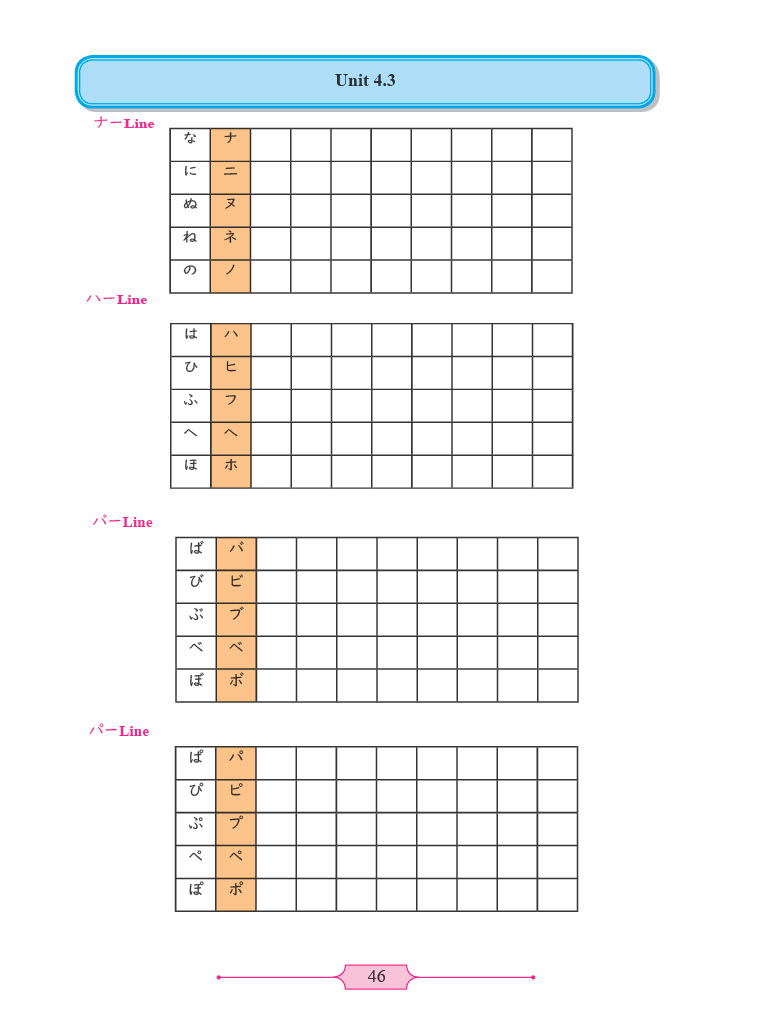 Unit 4.3
ナーLine
な ナ
に ニ
ぬ ヌ
ね ネ
の ノ
ハーLine
は ハ
ひ ヒ
ふ フ
へ ヘ
ほ ホ
バーLine
ば バ
び ビ
ぶ ブ
べ ベ
ぼ ボ
パーLine
ぱ パ
ぴ ピ
ぷ プ
ぺ ペ
ぽ ポ
46